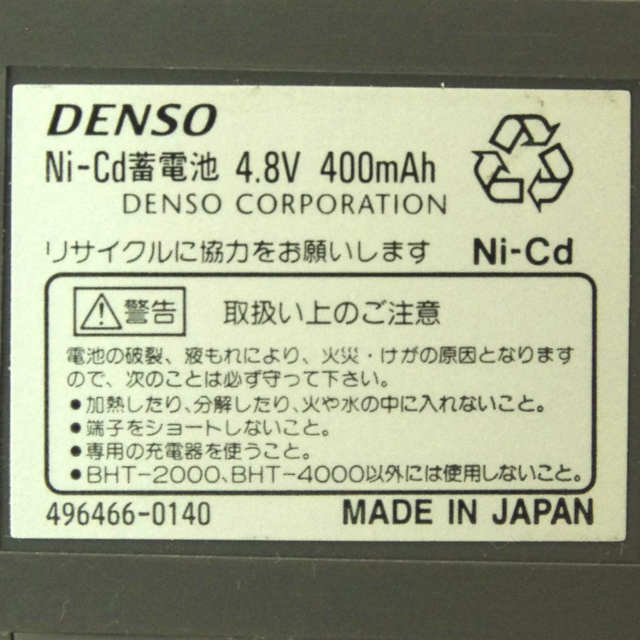 DENSO
Ni-Cd蓄電池 4.8V 400mAh
DENSO CORPORATION
リサイクルに協力をお願いします Ni-Cd
警告 取扱い上のご注意
電池の破裂、液もれにより、火災・けがの原因となります
ので、次のことは必ず守って下さい。
●加熱したり、分解したり、火や水の中に入れないこと。
●端子をショートしないこと。
●専用の充電器を使うこと。
●BHT-2000、BHT-4000以外には使用しないこと。
496466-0140 MADE IN JAPAN